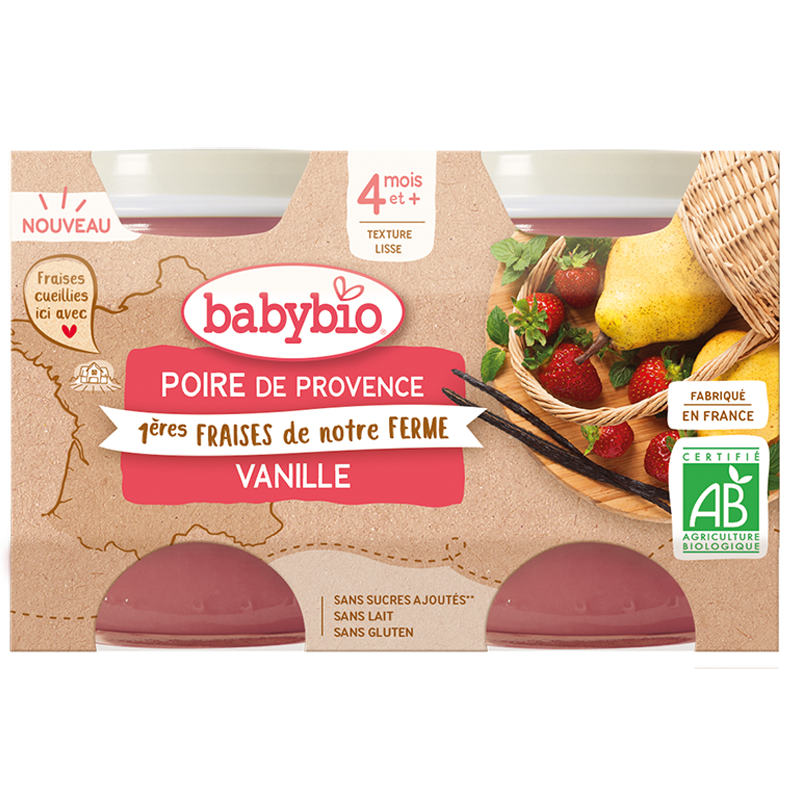 NOUVEAU
4 mois
et +
TEXTURE
LISSE
Fraises
cueillies
ici avec
babybio
POIRE DE PROVENCE
1ères FRAISES de notre FERME
VANILLE
FABRIQUÉ
EN FRANCE
CERTIFIÉ
AB
AGRICULTURE
BIOLOGIQUE
SANS SUCRES AJOUTÉS**
SANS LAIT
SANS GLUTEN